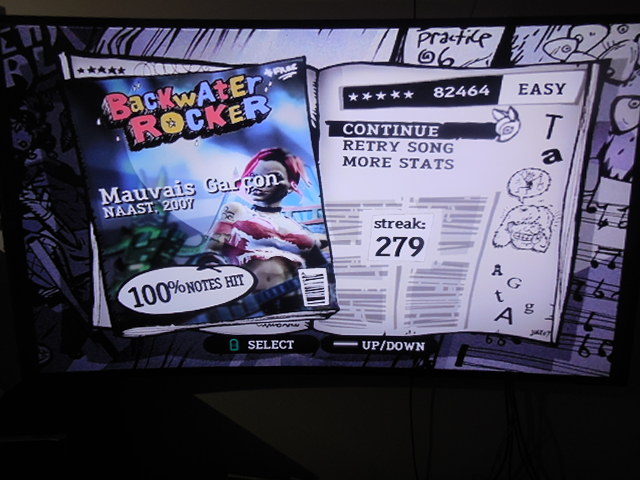 Practice
BackwAtEr
RocKER
Mauvais Garçon
NAAST, 2007
100% NOTES HIT
82464
EASY
CONTINUE
RETRY SONG
MORE STATS
streak:
279
T
a
A
G
g
t
A
SELECT
UP/DOWN